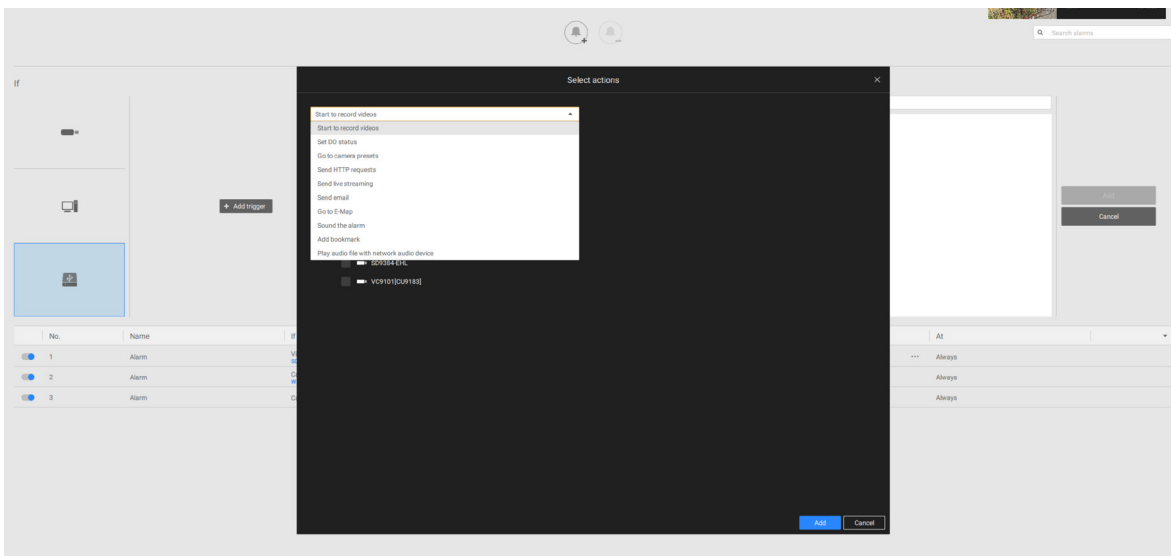 Search alarms
If
Select actions
Start to record videos
Start to record videos
Set DO status
Go to camera presets
Send HTTP requests
Send live streaming
Send email
Go to E-Map
Sound the alarm
Add bookmark
Play audio file with network audio device
SD9384-EHL
VC9101[CU9183]
+ Add trigger
Add
Cancel
No. Name If At
1 Alarm Always
2 Alarm Always
3 Alarm Always
Add Cancel